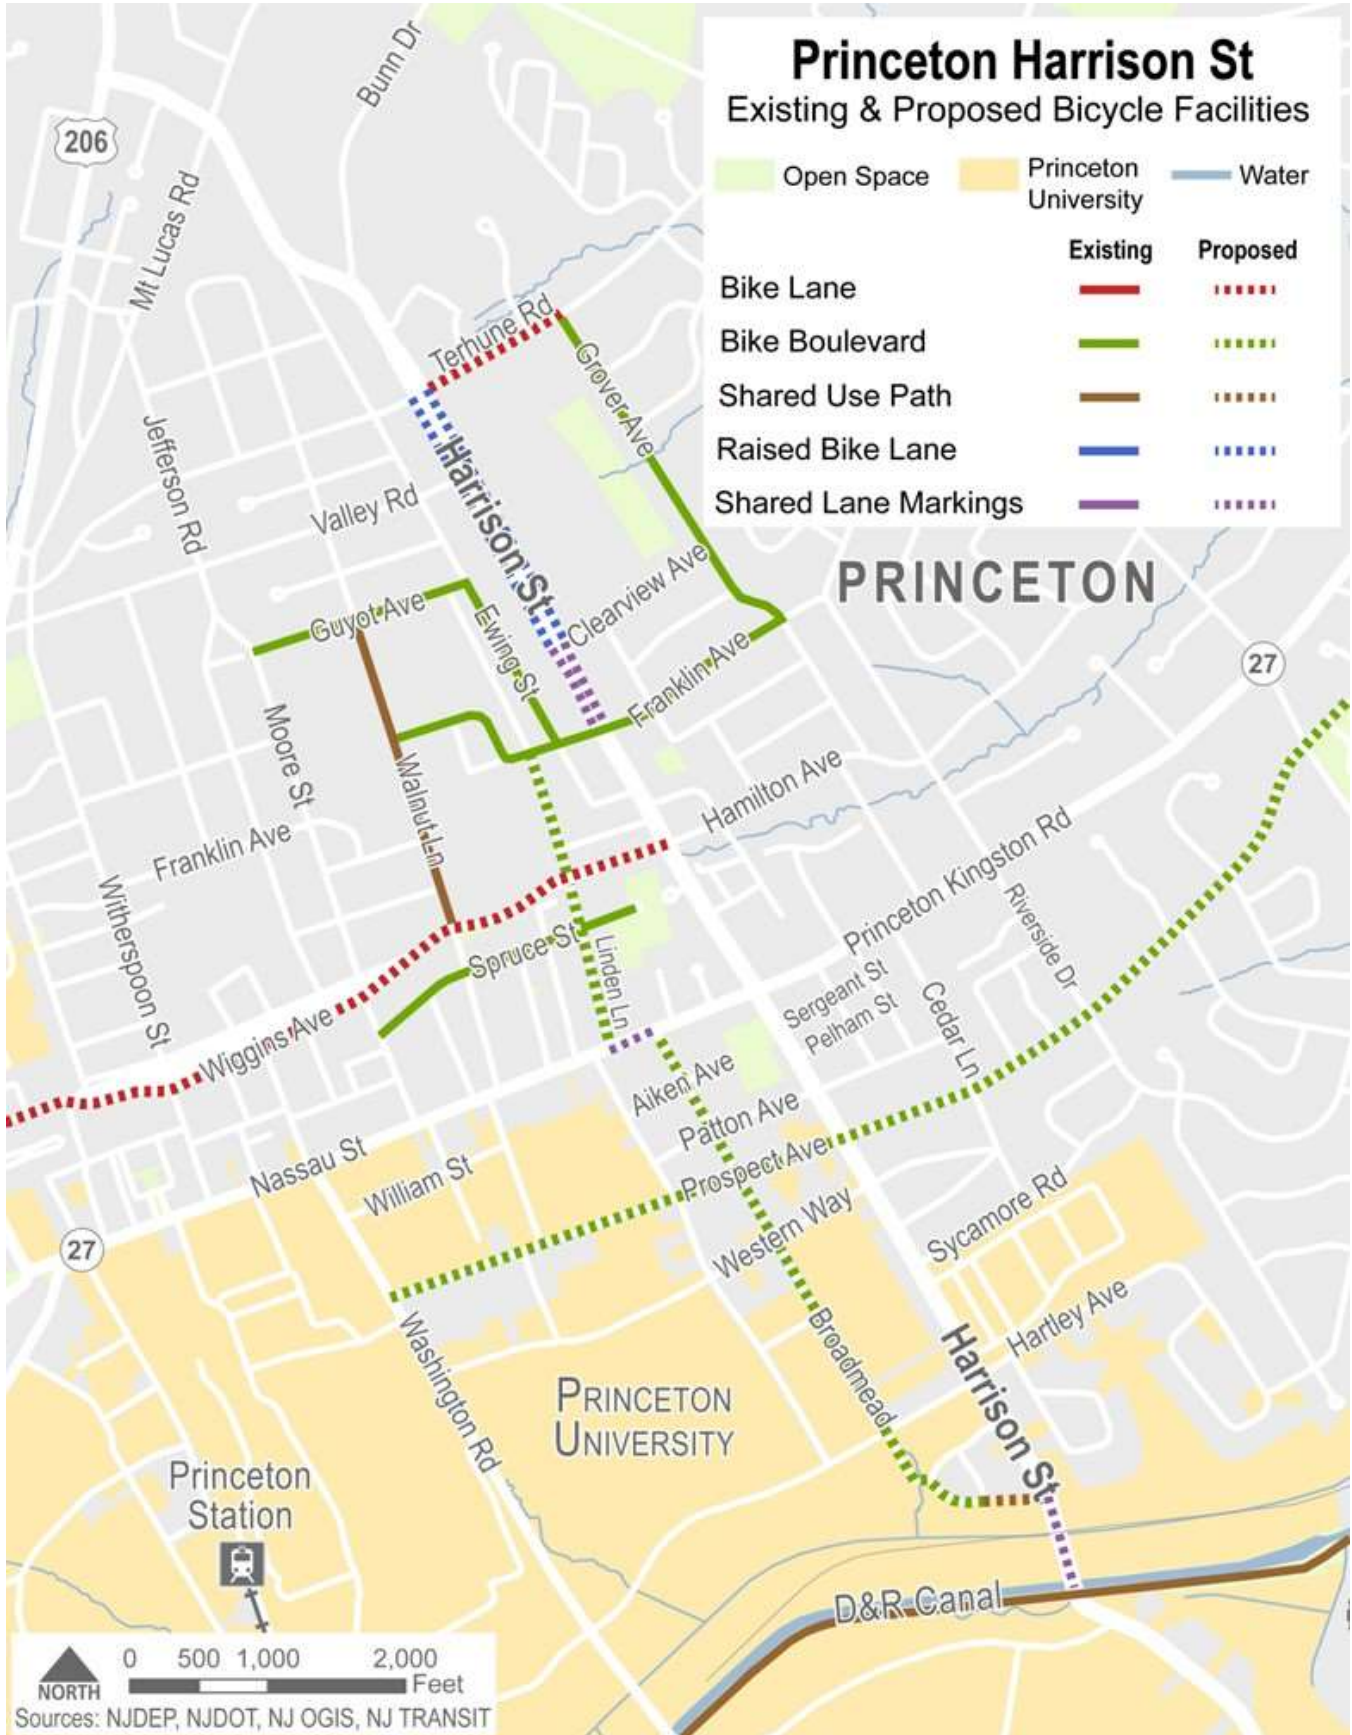 Princeton Harrison St
Existing & Proposed Bicycle Facilities
Open Space
Princeton
University
Water
Existing
Proposed
Bike Lane
Bike Boulevard
Shared Use Path
Raised Bike Lane
Shared Lane Markings
Bunn Dr
206
Mt Lucas Rd
Terhune Rd
Grover Ave
Jefferson Rd
Harrison St
Valley Rd
Clearview Ave
PRINCETON
Guyot Ave
Ewing St
Franklin Ave
27
Moore St
Walnut Ln
Hamilton Ave
Franklin Ave
Princeton Kingston Rd
Witherspoon St
Riverside Dr
Spruce St
Linden Ln
Sergeant St
Pelham St
Cedar Ln
Wiggins Ave
Aiken Ave
Patton Ave
Nassau St
William St
Prospect Ave
Western Way
Sycamore Rd
27
Hartley Ave
Broadmead
Harrison St
Washington Rd
PRINCETON
UNIVERSITY
Princeton
Station
D&R Canal
NORTH
0 500 1,000 2,000
Feet
Sources: NJDEP, NJDOT, NJ OGIS, NJ TRANSIT